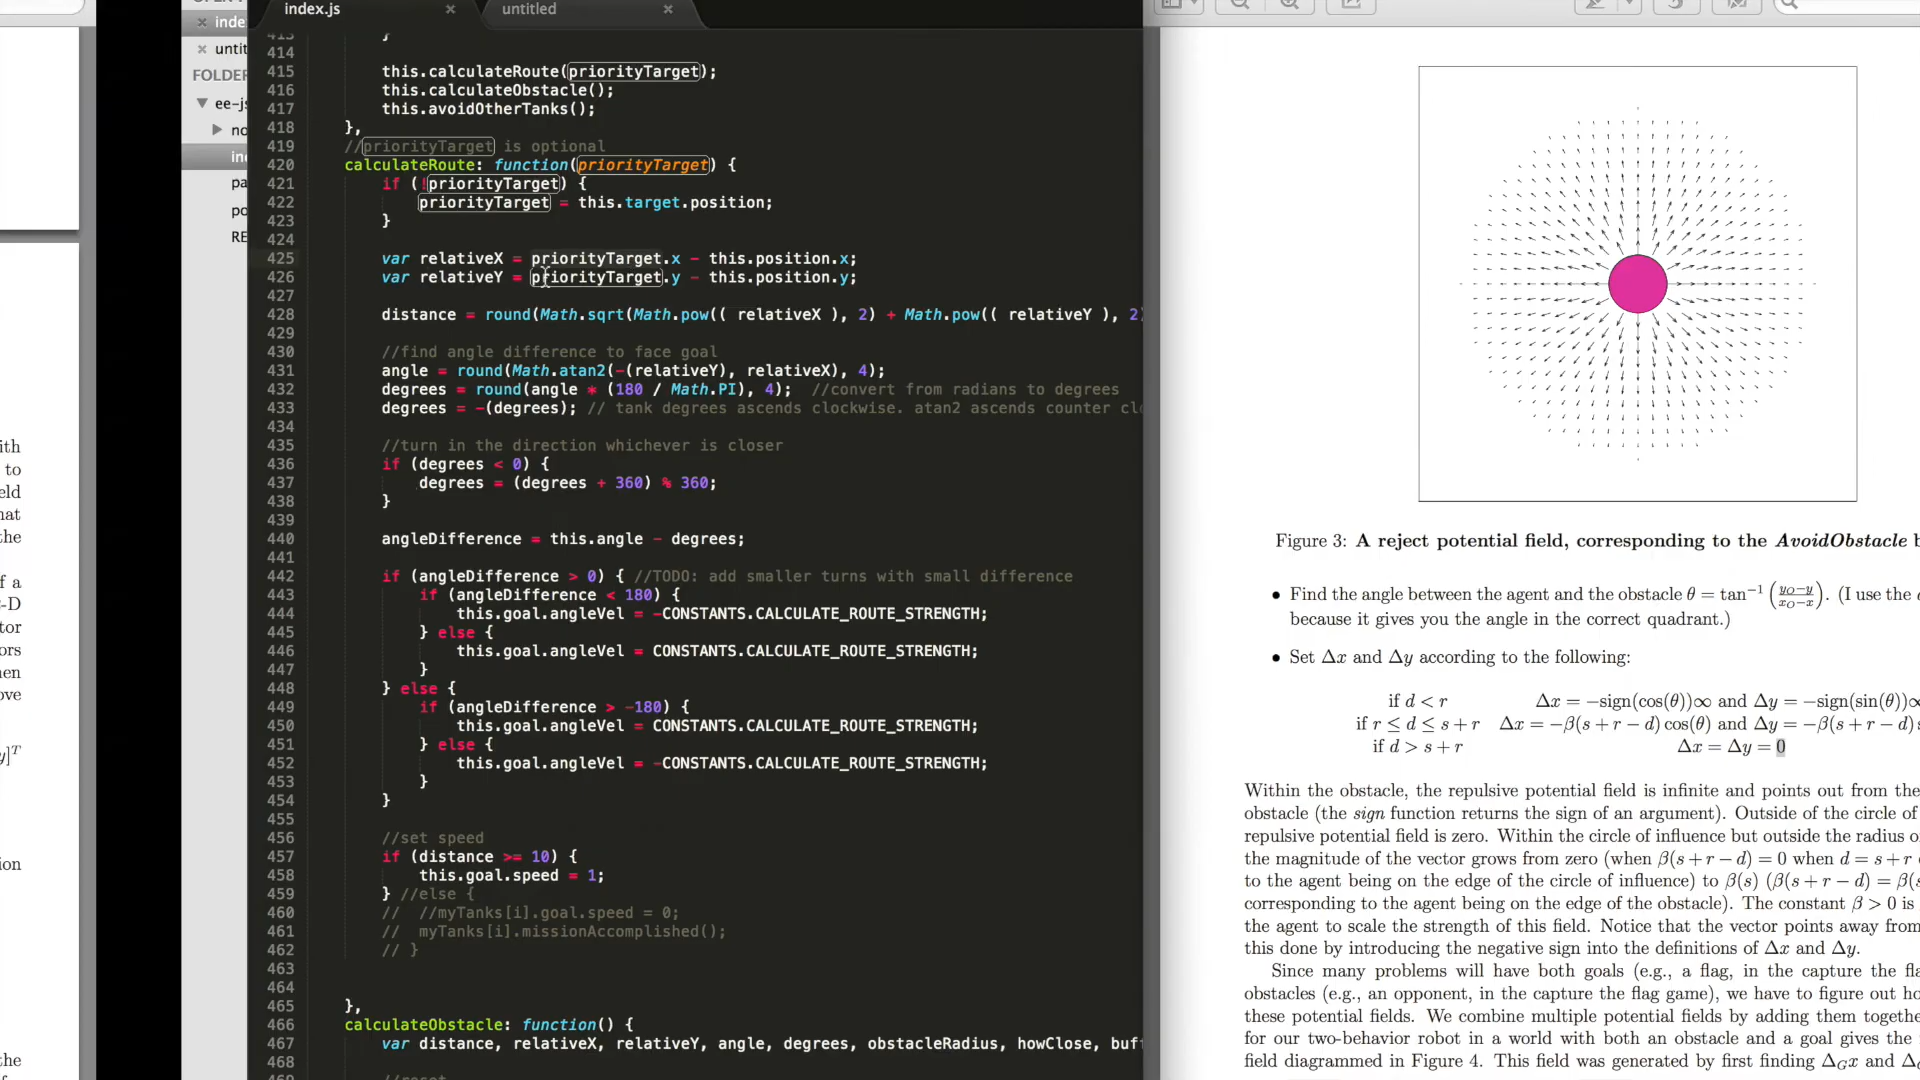 index.js
untitled
inde
untit
FOLDER
ee-js
no
in
pa
po
RE
ith
to
eld
hat
the
f a
-D
tor
ors
hen
ove
y]ᵀ
ion
the
of
413 }
414
415 this.calculateRoute(priorityTarget);
416 this.calculateObstacle();
417 this.avoidOtherTanks();
418 },
419 //priorityTarget is optional
420 calculateRoute: function(priorityTarget) {
421 if (!priorityTarget) {
422 priorityTarget = this.target.position;
423 }
424
425 var relativeX = priorityTarget.x - this.position.x;
426 var relativeY = priorityTarget.y - this.position.y;
427
428 distance = round(Math.sqrt(Math.pow(( relativeX ), 2) + Math.pow(( relativeY ), 2)
429
430 //find angle difference to face goal
431 angle = round(Math.atan2(-(relativeY), relativeX), 4);
432 degrees = round(angle * (180 / Math.PI), 4); //convert from radians to degrees
433 degrees = -(degrees); // tank degrees ascends clockwise. atan2 ascends counter clo
434
435 //turn in the direction whichever is closer
436 if (degrees < 0) {
437 degrees = (degrees + 360) % 360;
438 }
439
440 angleDifference = this.angle - degrees;
441
442 if (angleDifference > 0) { //TODO: add smaller turns with small difference
443 if (angleDifference < 180) {
444 this.goal.angleVel = -CONSTANTS.CALCULATE_ROUTE_STRENGTH;
445 } else {
446 this.goal.angleVel = CONSTANTS.CALCULATE_ROUTE_STRENGTH;
447 }
448 } else {
449 if (angleDifference > -180) {
450 this.goal.angleVel = CONSTANTS.CALCULATE_ROUTE_STRENGTH;
451 } else {
452 this.goal.angleVel = -CONSTANTS.CALCULATE_ROUTE_STRENGTH;
453 }
454 }
455
456 //set speed
457 if (distance >= 10) {
458 this.goal.speed = 1;
459 } //else {
460 // //myTanks[i].goal.speed = 0;
461 // myTanks[i].missionAccomplished();
462 // }
463
464
465 },
466 calculateObstacle: function() {
467 var distance, relativeX, relativeY, angle, degrees, obstacleRadius, howClose, buff
468
Figure 3: A reject potential field, corresponding to the AvoidObstacle b
• Find the angle between the agent and the obstacle θ = tan⁻¹ (yO−y / xO−x). (I use the
because it gives you the angle in the correct quadrant.)
• Set Δx and Δy according to the following:
if d < r Δx = −sign(cos(θ))∞ and Δy = −sign(sin(θ))∞
if r ≤ d ≤ s + r Δx = −β(s + r − d) cos(θ) and Δy = −β(s + r − d) s
if d > s + r Δx = Δy = 0
Within the obstacle, the repulsive potential field is infinite and points out from the
obstacle (the sign function returns the sign of an argument). Outside of the circle of
repulsive potential field is zero. Within the circle of influence but outside the radius o
the magnitude of the vector grows from zero (when β(s + r − d) = 0 when d = s + r
to the agent being on the edge of the circle of influence) to β(s) (β(s + r − d) = β(s
corresponding to the agent being on the edge of the obstacle). The constant β > 0 is
the agent to scale the strength of this field. Notice that the vector points away from
this done by introducing the negative sign into the definitions of Δx and Δy.
Since many problems will have both goals (e.g., a flag, in the capture the fla
obstacles (e.g., an opponent, in the capture the flag game), we have to figure out ho
these potential fields. We combine multiple potential fields by adding them togethe
for our two-behavior robot in a world with both an obstacle and a goal gives the
field diagrammed in Figure 4. This field was generated by first finding ΔGx and Δ